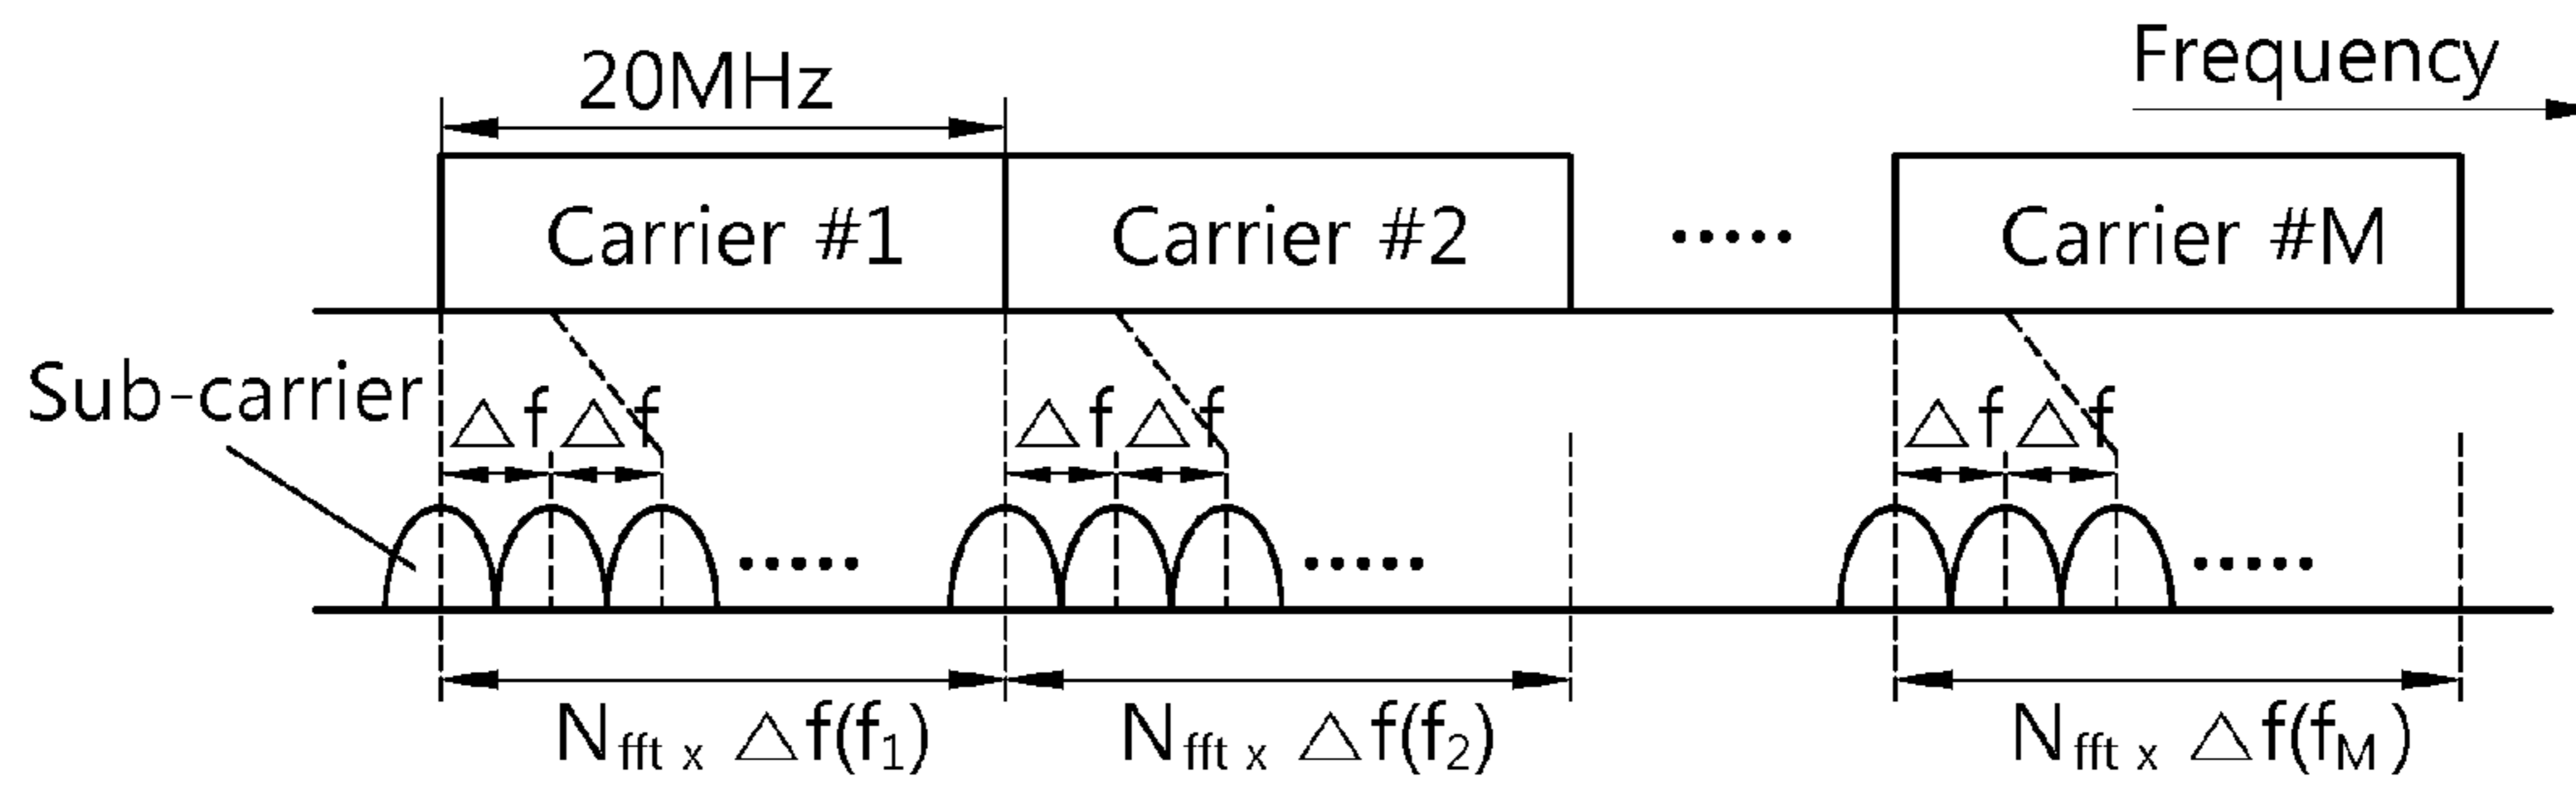 20MHz
Frequency
Carrier #1 Carrier #2 ····· Carrier #M
Sub-carrier
△f △f △f △f △f △f
····· ····· ·····
Nfft x △f(f1) Nfft x △f(f2) Nfft x △f(fM)